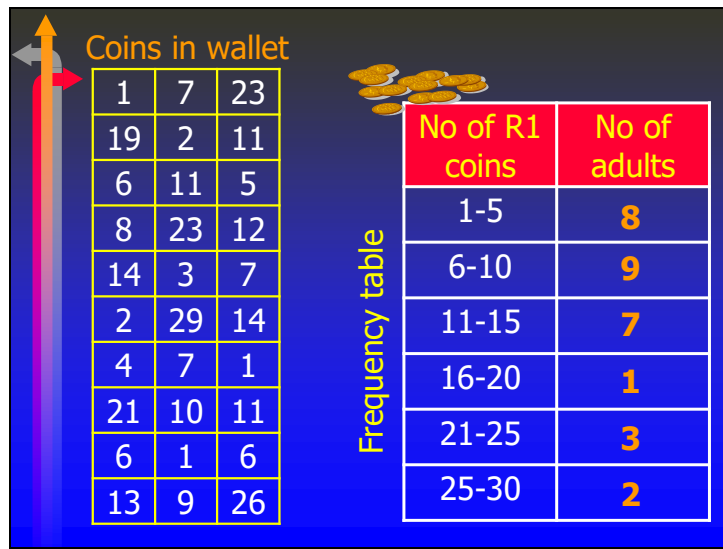 Coins in wallet
1 7 23
19 2 11
6 11 5
8 23 12
14 3 7
2 29 14
4 7 1
21 10 11
6 1 6
13 9 26
Frequency table
No of R1 No of
coins adults
1-5 8
6-10 9
11-15 7
16-20 1
21-25 3
25-30 2